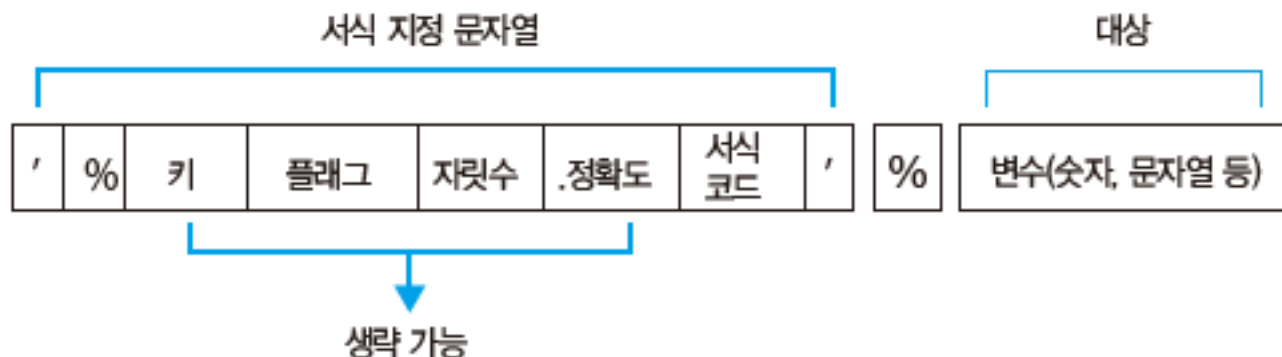 서식 지정 문자열 대상
' % 키 플래그 자릿수 .정확도 서식 코드 ' % 변수(숫자, 문자열 등)
생략 가능